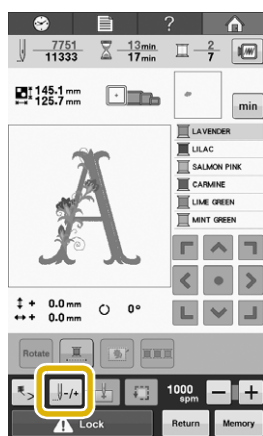 ?
7751 13min 2
11333 17min 7
145.1 mm
125.7 mm
min
LAVENDER
LILAC
SALMON PINK
CARMINE
LIME GREEN
MINT GREEN
A
+ 0.0 mm 0°
+ 0.0 mm
Rotate
-/+ 1000 spm - +
Lock Return Memory